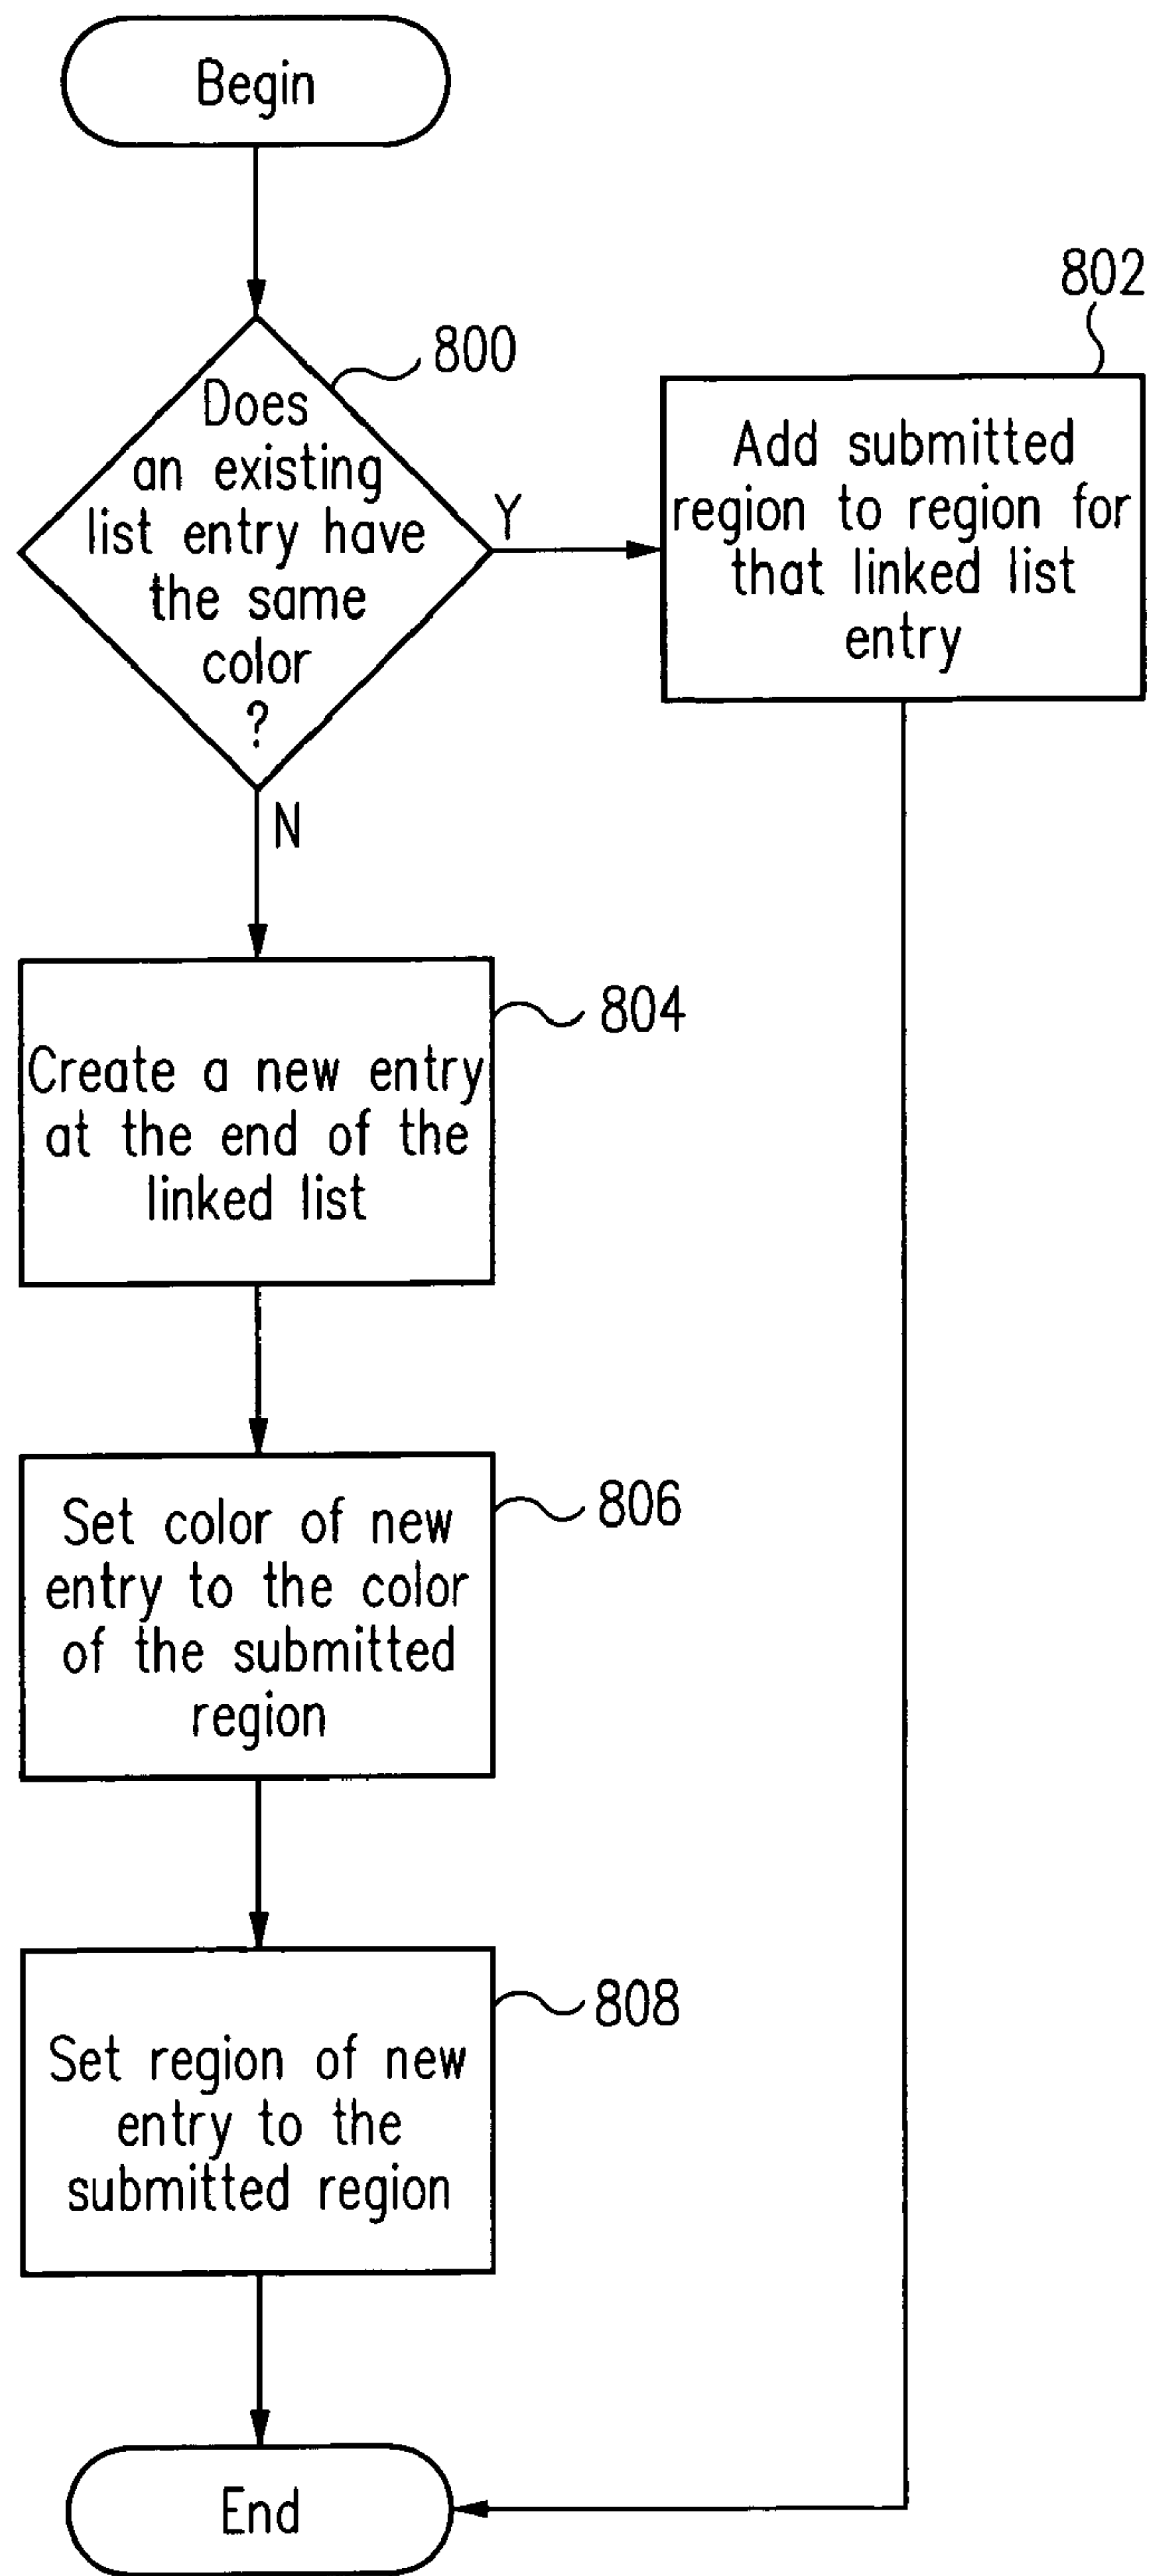 Begin
800
Does
an existing
list entry have
the same
color
?
Y
N
802
Add submitted
region to region for
that linked list
entry
804
Create a new entry
at the end of the
linked list
806
Set color of new
entry to the color
of the submitted
region
808
Set region of new
entry to the
submitted region
End